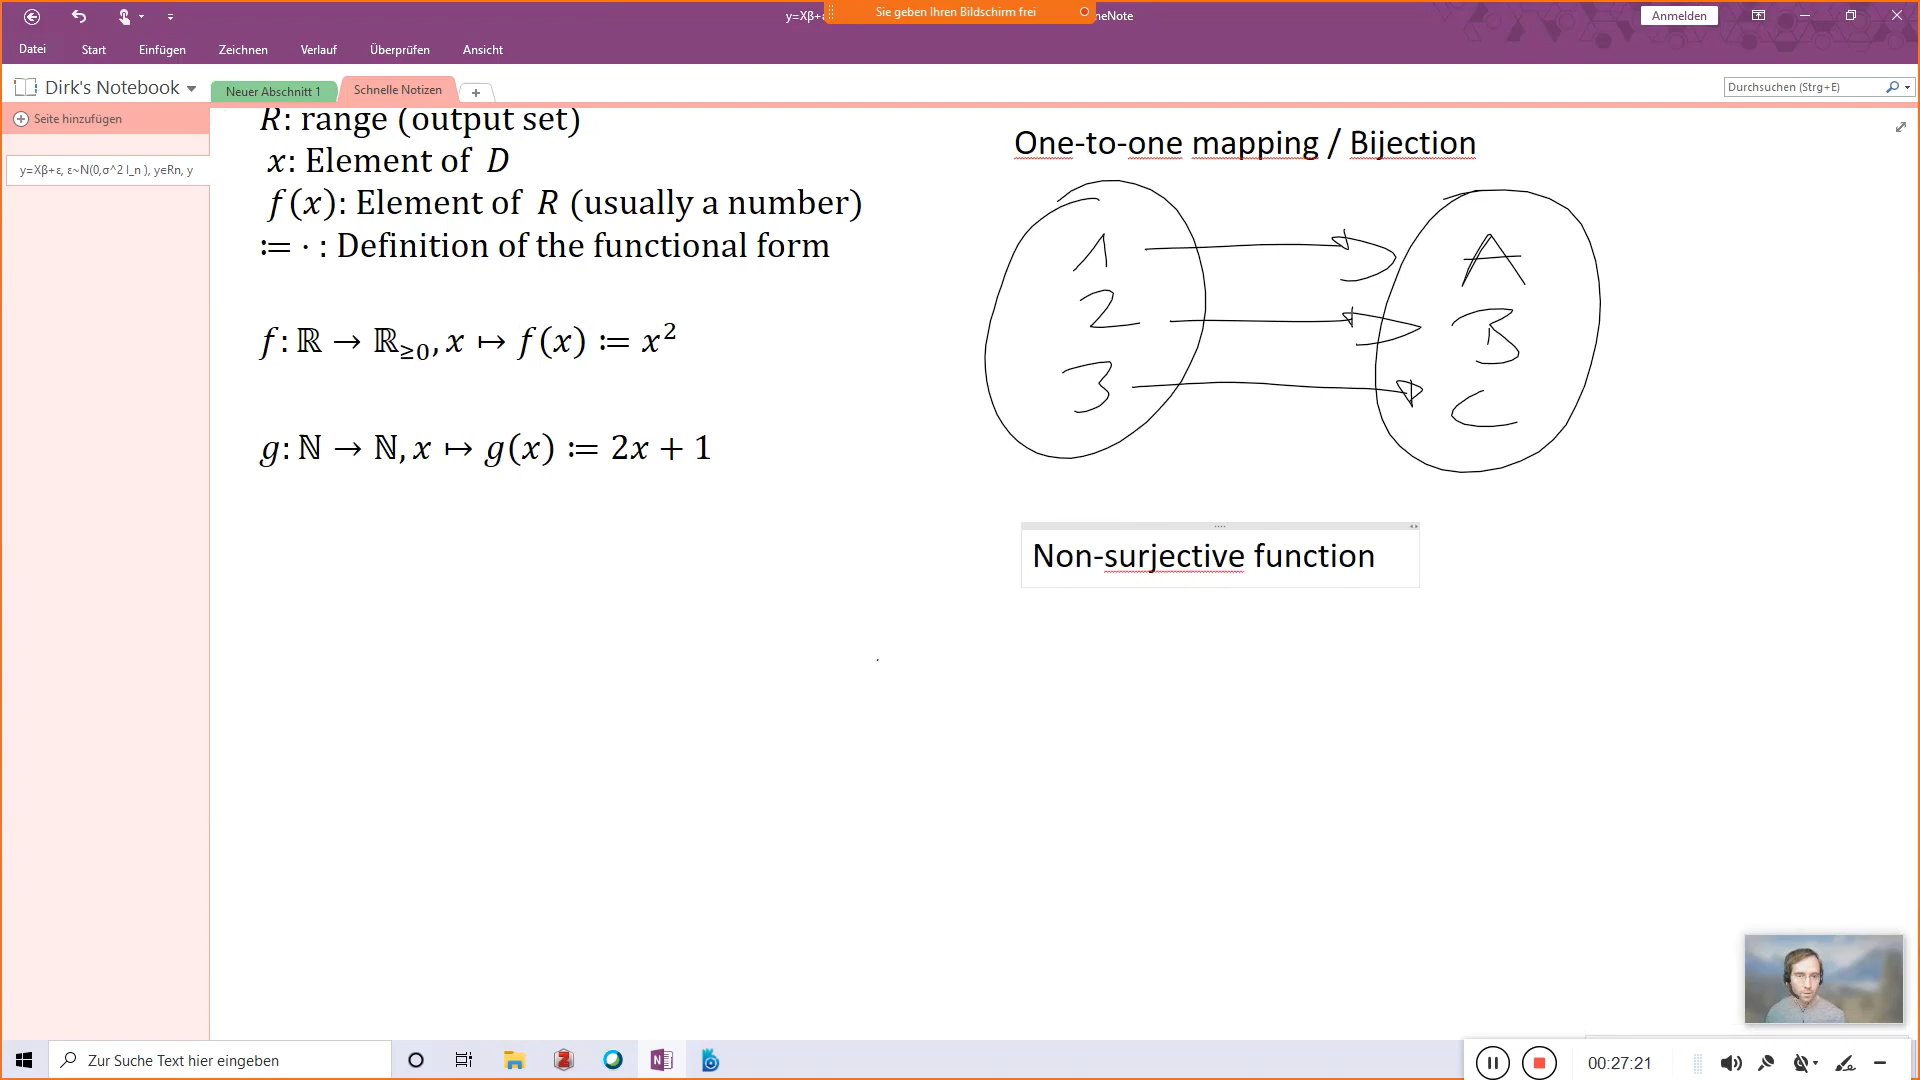 y=Xβ+ε
Sie geben Ihren Bildschirm frei
neNote
Anmelden
Datei
Start
Einfügen
Zeichnen
Verlauf
Überprüfen
Ansicht
Dirk's Notebook
Neuer Abschnitt 1
Schnelle Notizen
Durchsuchen (Strg+E)
Seite hinzufügen
y=Xβ+ε, ε~N(0,σ^2 I_n ), y∈Rn, y
R: range (output set)
x: Element of D
f(x): Element of R (usually a number)
:= · : Definition of the functional form
f: ℝ → ℝ≥0, x ↦ f(x) := x²
g: ℕ → ℕ, x ↦ g(x) := 2x + 1
One-to-one mapping / Bijection
1 A
2 B
3 C
Non-surjective function
Zur Suche Text hier eingeben
00:27:21